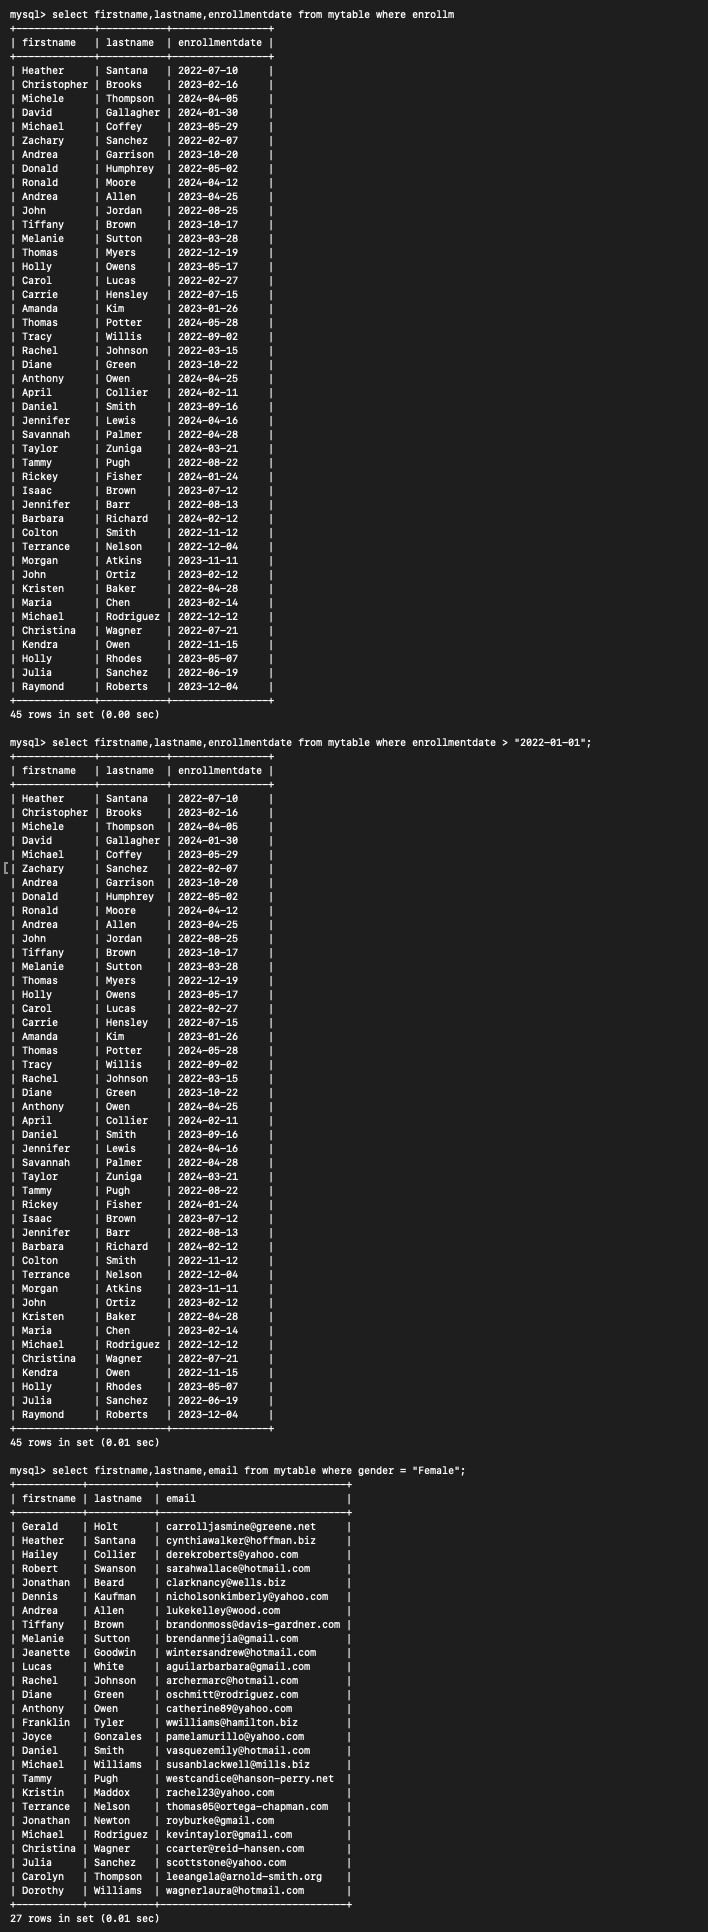 mysql> select firstname,lastname,enrollmentdate from mytable where enrollm
+-------------+-----------+----------------+
| firstname   | lastname  | enrollmentdate |
+-------------+-----------+----------------+
| Heather     | Santana   | 2022-07-10     |
| Christopher | Brooks    | 2023-02-16     |
| Michele     | Thompson  | 2024-04-05     |
| David       | Gallagher | 2024-01-30     |
| Michael     | Coffey    | 2023-05-29     |
| Zachary     | Sanchez   | 2022-02-07     |
| Andrea      | Garrison  | 2023-10-20     |
| Donald      | Humphrey  | 2022-05-02     |
| Ronald      | Moore     | 2024-04-12     |
| Andrea      | Allen     | 2023-04-25     |
| John        | Jordan    | 2022-08-25     |
| Tiffany     | Brown     | 2023-10-17     |
| Melanie     | Sutton    | 2023-03-28     |
| Thomas      | Myers     | 2022-12-19     |
| Holly       | Owens     | 2023-05-17     |
| Carol       | Lucas     | 2022-02-27     |
| Carrie      | Hensley   | 2022-07-15     |
| Amanda      | Kim       | 2023-01-26     |
| Thomas      | Potter    | 2024-05-28     |
| Tracy       | Willis    | 2022-09-02     |
| Rachel      | Johnson   | 2022-03-15     |
| Diane       | Green     | 2023-10-22     |
| Anthony     | Owen      | 2024-04-25     |
| April       | Collier   | 2024-02-11     |
| Daniel      | Smith     | 2023-09-16     |
| Jennifer    | Lewis     | 2024-04-16     |
| Savannah    | Palmer    | 2022-04-28     |
| Taylor      | Zuniga    | 2024-03-21     |
| Tammy       | Pugh      | 2022-08-22     |
| Rickey      | Fisher    | 2024-01-24     |
| Isaac       | Brown     | 2023-07-12     |
| Jennifer    | Barr      | 2022-08-13     |
| Barbara     | Richard   | 2024-02-12     |
| Colton      | Smith     | 2022-11-12     |
| Terrance    | Nelson    | 2022-12-04     |
| Morgan      | Atkins    | 2023-11-11     |
| John        | Ortiz     | 2023-02-12     |
| Kristen     | Baker     | 2022-04-28     |
| Maria       | Chen      | 2023-02-14     |
| Michael     | Rodriguez | 2022-12-12     |
| Christina   | Wagner    | 2022-07-21     |
| Kendra      | Owen      | 2022-11-15     |
| Holly       | Rhodes    | 2023-05-07     |
| Julia       | Sanchez   | 2022-06-19     |
| Raymond     | Roberts   | 2023-12-04     |
+-------------+-----------+----------------+
45 rows in set (0.00 sec)
mysql> select firstname,lastname,enrollmentdate from mytable where enrollmentdate > "2022-01-01";
+-------------+-----------+----------------+
| firstname   | lastname  | enrollmentdate |
+-------------+-----------+----------------+
| Heather     | Santana   | 2022-07-10     |
| Christopher | Brooks    | 2023-02-16     |
| Michele     | Thompson  | 2024-04-05     |
| David       | Gallagher | 2024-01-30     |
| Michael     | Coffey    | 2023-05-29     |
[| Zachary     | Sanchez   | 2022-02-07     |
| Andrea      | Garrison  | 2023-10-20     |
| Donald      | Humphrey  | 2022-05-02     |
| Ronald      | Moore     | 2024-04-12     |
| Andrea      | Allen     | 2023-04-25     |
| John        | Jordan    | 2022-08-25     |
| Tiffany     | Brown     | 2023-10-17     |
| Melanie     | Sutton    | 2023-03-28     |
| Thomas      | Myers     | 2022-12-19     |
| Holly       | Owens     | 2023-05-17     |
| Carol       | Lucas     | 2022-02-27     |
| Carrie      | Hensley   | 2022-07-15     |
| Amanda      | Kim       | 2023-01-26     |
| Thomas      | Potter    | 2024-05-28     |
| Tracy       | Willis    | 2022-09-02     |
| Rachel      | Johnson   | 2022-03-15     |
| Diane       | Green     | 2023-10-22     |
| Anthony     | Owen      | 2024-04-25     |
| April       | Collier   | 2024-02-11     |
| Daniel      | Smith     | 2023-09-16     |
| Jennifer    | Lewis     | 2024-04-16     |
| Savannah    | Palmer    | 2022-04-28     |
| Taylor      | Zuniga    | 2024-03-21     |
| Tammy       | Pugh      | 2022-08-22     |
| Rickey      | Fisher    | 2024-01-24     |
| Isaac       | Brown     | 2023-07-12     |
| Jennifer    | Barr      | 2022-08-13     |
| Barbara     | Richard   | 2024-02-12     |
| Colton      | Smith     | 2022-11-12     |
| Terrance    | Nelson    | 2022-12-04     |
| Morgan      | Atkins    | 2023-11-11     |
| John        | Ortiz     | 2023-02-12     |
| Kristen     | Baker     | 2022-04-28     |
| Maria       | Chen      | 2023-02-14     |
| Michael     | Rodriguez | 2022-12-12     |
| Christina   | Wagner    | 2022-07-21     |
| Kendra      | Owen      | 2022-11-15     |
| Holly       | Rhodes    | 2023-05-07     |
| Julia       | Sanchez   | 2022-06-19     |
| Raymond     | Roberts   | 2023-12-04     |
+-------------+-----------+----------------+
45 rows in set (0.01 sec)
mysql> select firstname,lastname,email from mytable where gender = "Female";
+-----------+-----------+-------------------------------+
| firstname | lastname  | email                         |
+-----------+-----------+-------------------------------+
| Gerald    | Holt      | carrolljasmine@greene.net     |
| Heather   | Santana   | cynthiawalker@hoffman.biz     |
| Hailey    | Collier   | derekroberts@yahoo.com        |
| Robert    | Swanson   | sarahwallace@hotmail.com      |
| Jonathan  | Beard     | clarknancy@wells.biz          |
| Dennis    | Kaufman   | nicholsonkimberly@yahoo.com   |
| Andrea    | Allen     | lukekelley@wood.com           |
| Tiffany   | Brown     | brandonmoss@davis-gardner.com |
| Melanie   | Sutton    | brendanmejia@gmail.com        |
| Jeanette  | Goodwin   | wintersandrew@hotmail.com     |
| Lucas     | White     | aguilarbarbara@gmail.com      |
| Rachel    | Johnson   | archermarc@hotmail.com        |
| Diane     | Green     | oschmitt@rodriguez.com        |
| Anthony   | Owen      | catherine89@yahoo.com         |
| Franklin  | Tyler     | wwilliams@hamilton.biz        |
| Joyce     | Gonzales  | pamelamurillo@yahoo.com       |
| Daniel    | Smith     | vasquezemily@hotmail.com      |
| Michael   | Williams  | susanblackwell@mills.biz      |
| Tammy     | Pugh      | westcandice@hanson-perry.net  |
| Kristin   | Maddox    | rachel23@yahoo.com            |
| Terrance  | Nelson    | thomas05@ortega-chapman.com   |
| Jonathan  | Newton    | royburke@gmail.com            |
| Michael   | Rodriguez | kevintaylor@gmail.com         |
| Christina | Wagner    | ccarter@reid-hansen.com       |
| Julia     | Sanchez   | scottstone@yahoo.com          |
| Carolyn   | Thompson  | leeangela@arnold-smith.org    |
| Dorothy   | Williams  | wagnerlaura@hotmail.com       |
+-----------+-----------+-------------------------------+
27 rows in set (0.01 sec)